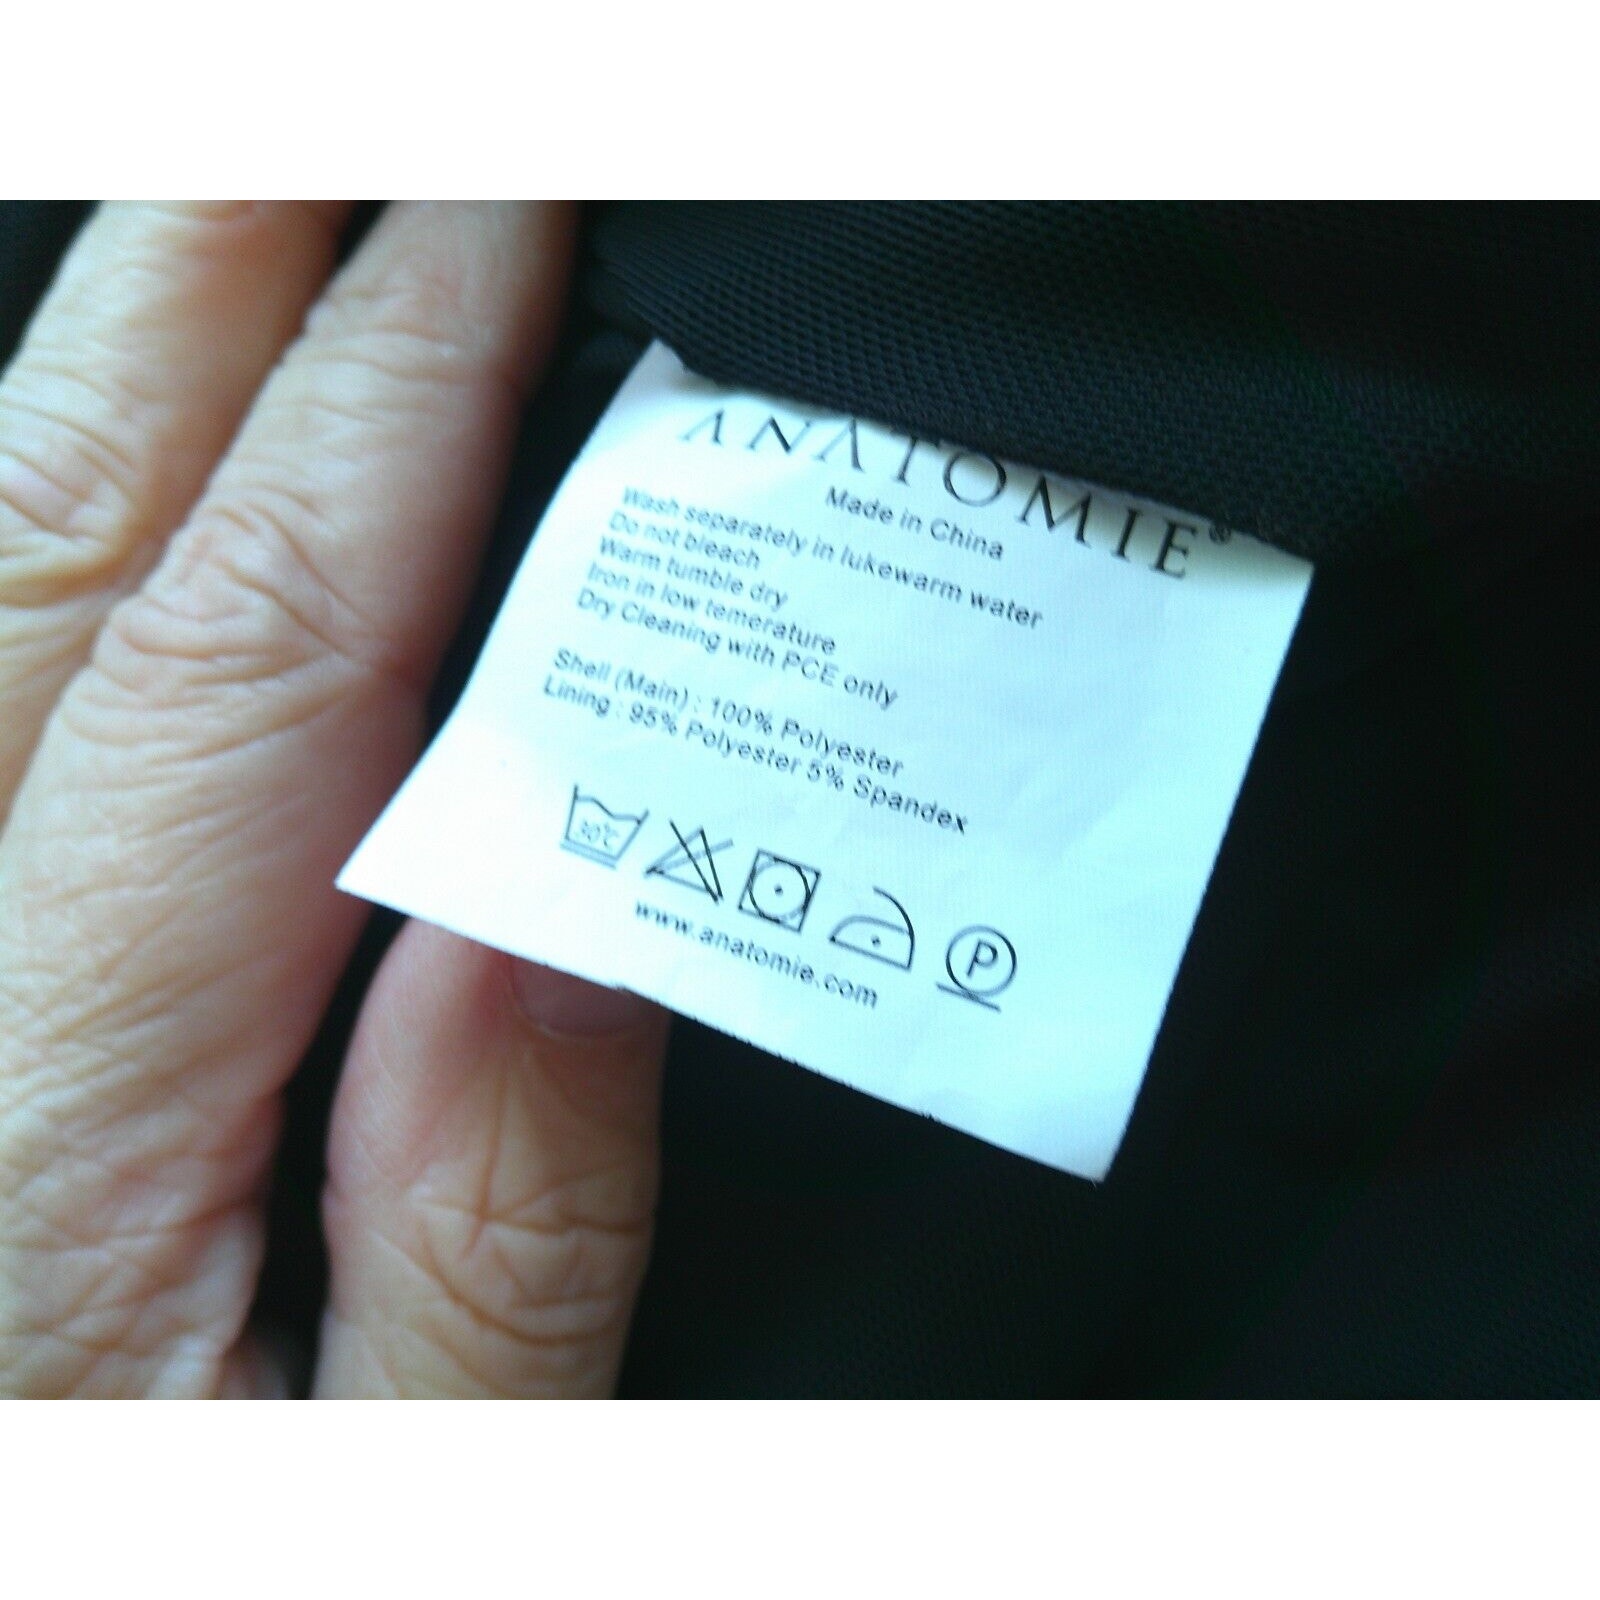 ANATOMIE®
Made in China
Wash separately in lukewarm water
Do not bleach
Warm tumble dry
Iron in low temerature
Dry Cleaning with PCE only
Shell (Main) : 100% Polyester
Lining : 95% Polyester 5% Spandex
30°C
P
www.anatomie.com